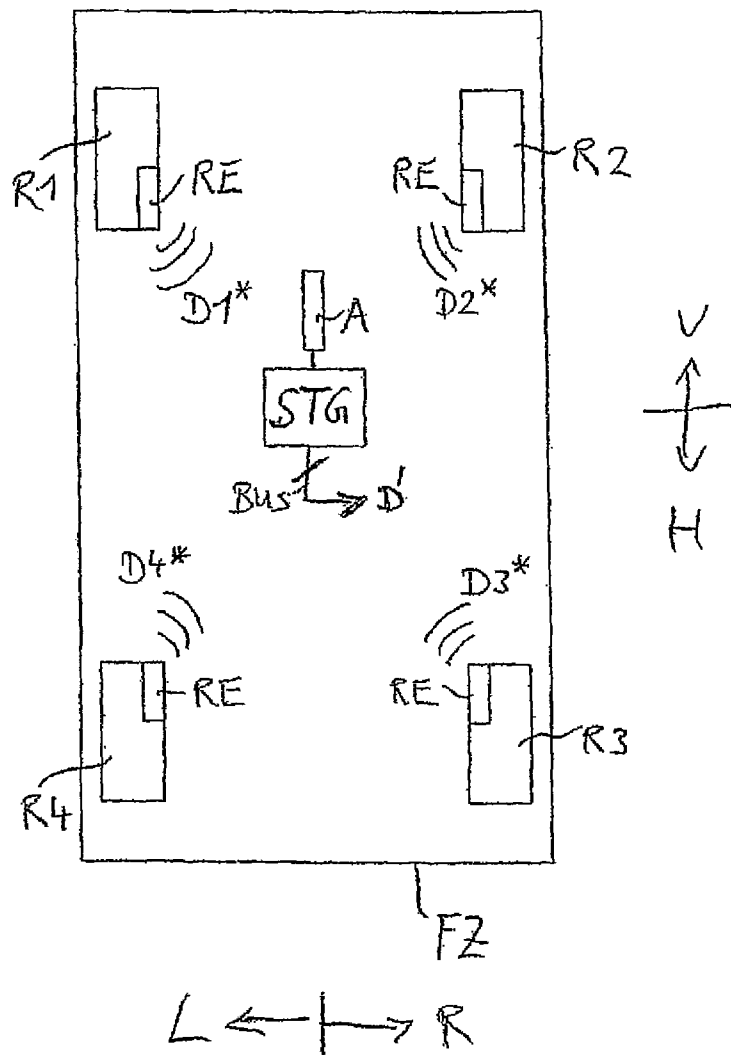 R1
RE
RE
R2
D1*
D2*
A
STG
Bus
D'
V
H
D4*
D3*
RE
RE
R4
R3
FZ
L
R